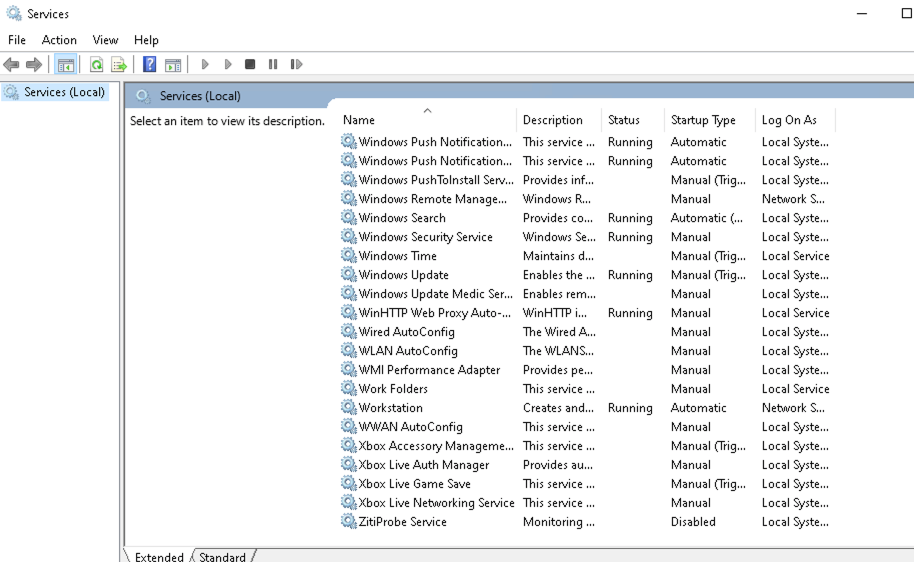 Services
File Action View Help
Services (Local)
Services (Local)
Select an item to view its description.
Name Description Status Startup Type Log On As
Windows Push Notification... This service ... Running Automatic Local Syste...
Windows Push Notification... This service ... Running Automatic Local Syste...
Windows PushToInstall Serv... Provides inf... Manual (Trig... Local Syste...
Windows Remote Manage... Windows R... Manual Network S...
Windows Search Provides co... Running Automatic (... Local Syste...
Windows Security Service Windows Se... Running Manual Local Syste...
Windows Time Maintains d... Manual (Trig... Local Service
Windows Update Enables the ... Running Manual (Trig... Local Syste...
Windows Update Medic Ser... Enables rem... Manual Local Syste...
WinHTTP Web Proxy Auto-... WinHTTP i... Running Manual Local Service
Wired AutoConfig The Wired A... Manual Local Syste...
WLAN AutoConfig The WLANS... Manual Local Syste...
WMI Performance Adapter Provides pe... Manual Local Syste...
Work Folders This service ... Manual Local Service
Workstation Creates and... Running Automatic Network S...
WWAN AutoConfig This service ... Manual Local Syste...
Xbox Accessory Manageme... This service ... Manual (Trig... Local Syste...
Xbox Live Auth Manager Provides au... Manual Local Syste...
Xbox Live Game Save This service ... Manual (Trig... Local Syste...
Xbox Live Networking Service This service ... Manual Local Syste...
ZitiProbe Service Monitoring ... Disabled Local Syste...
Extended Standard